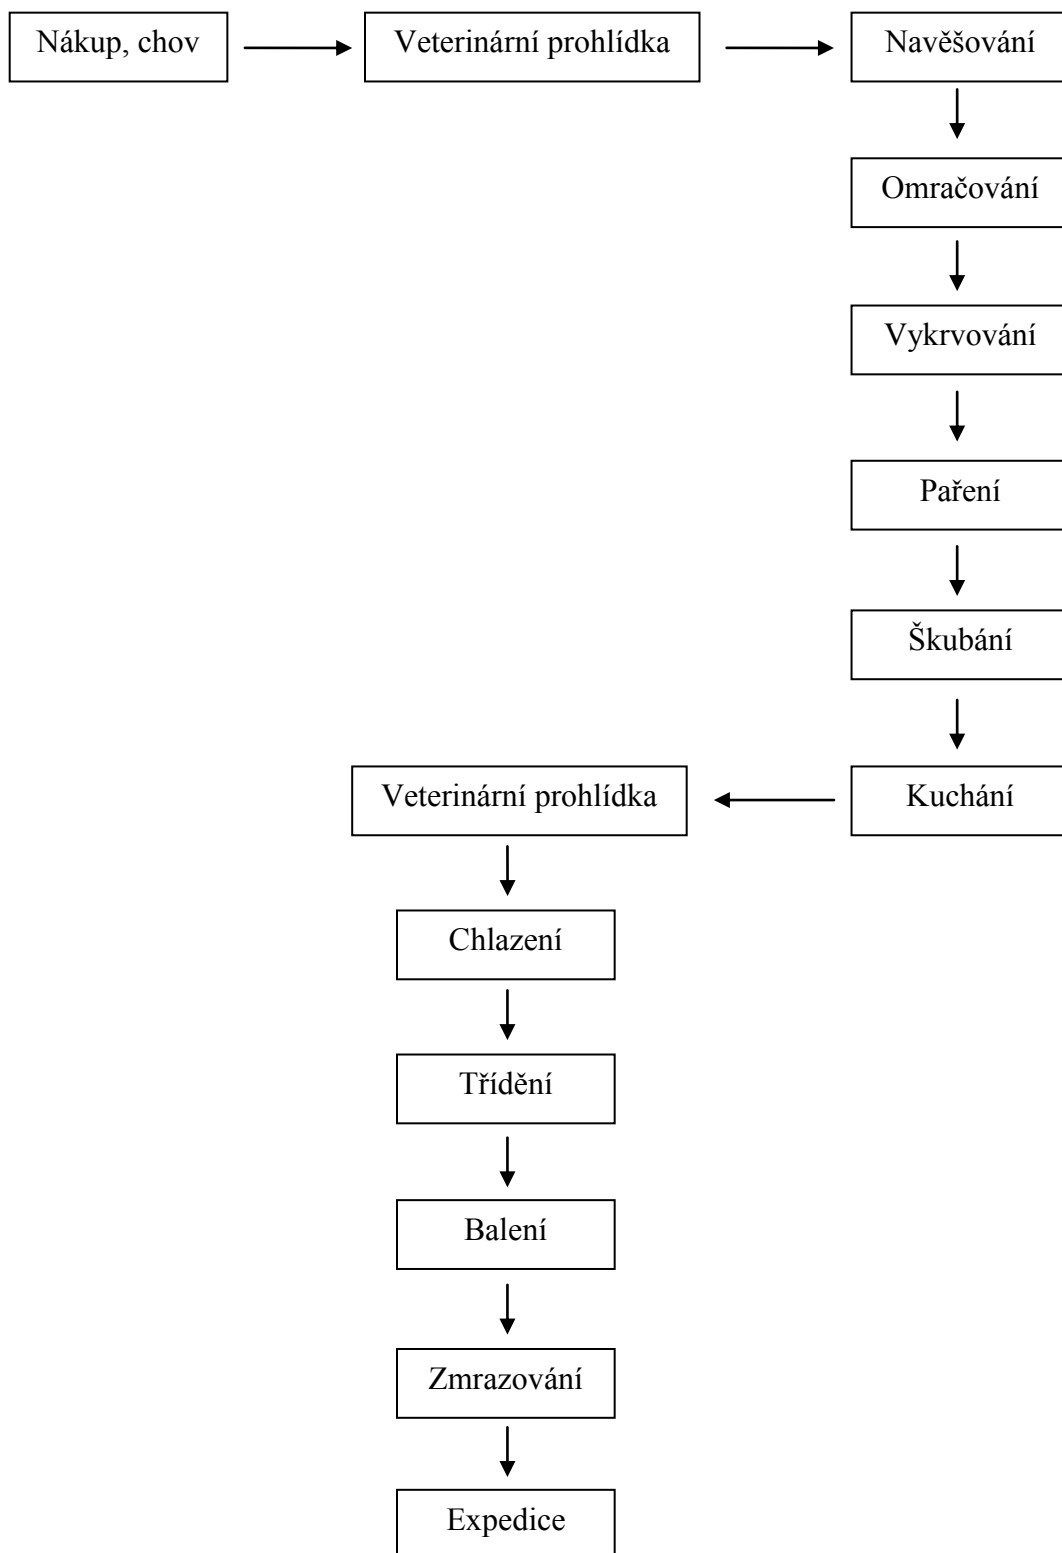 Nákup, chov
Veterinární prohlídka
Navěšování
Omračování
Vykrvování
Paření
Škubání
Kuchání
Veterinární prohlídka
Chlazení
Třídění
Balení
Zmrazování
Expedice